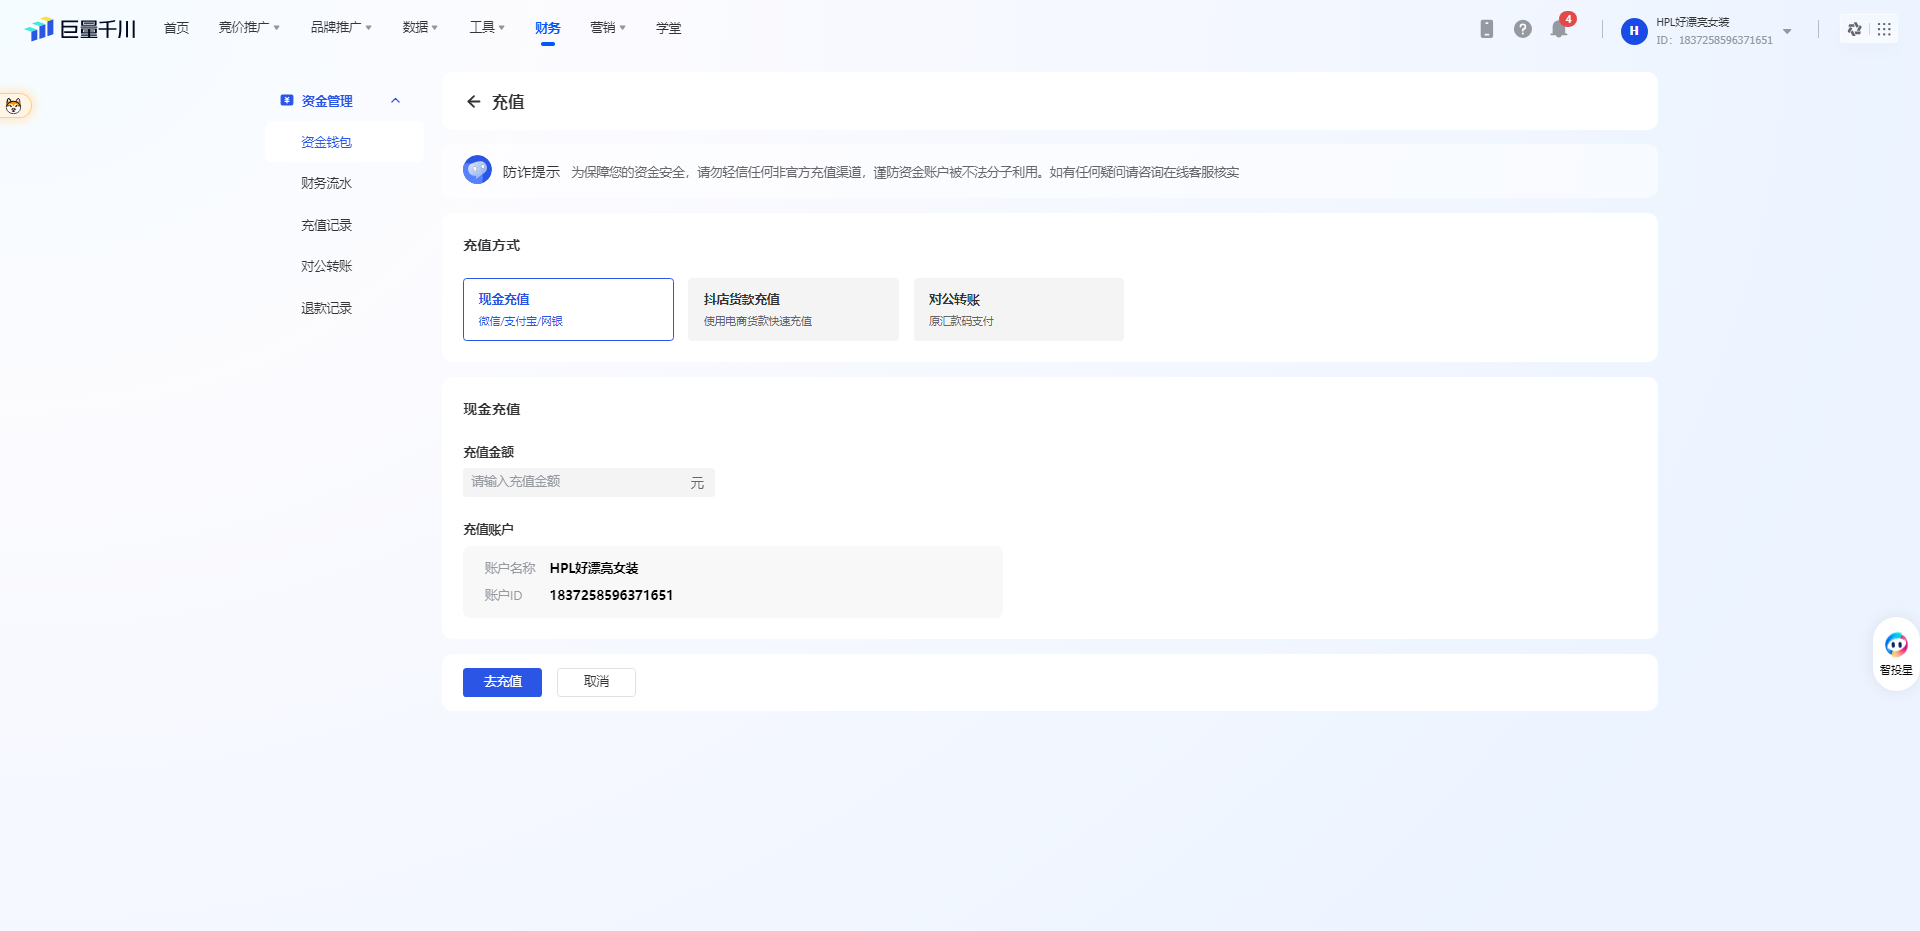 巨量千川
首页
竞价推广
品牌推广
数据
工具
财务
营销
学堂
4
H
HPL好漂亮女装
ID: 1837258596371651
资金管理
资金钱包
财务流水
充值记录
对公转账
退款记录
充值
防诈提示
为保障您的资金安全，请勿轻信任何非官方充值渠道，谨防资金账户被不法分子利用。如有任何疑问请咨询在线客服核实
充值方式
现金充值
微信/支付宝/网银
抖店货款充值
使用电商货款快速充值
对公转账
原汇款码支付
现金充值
充值金额
请输入充值金额
元
充值账户
账户名称 HPL好漂亮女装
账户ID 1837258596371651
去充值
取消
智投星